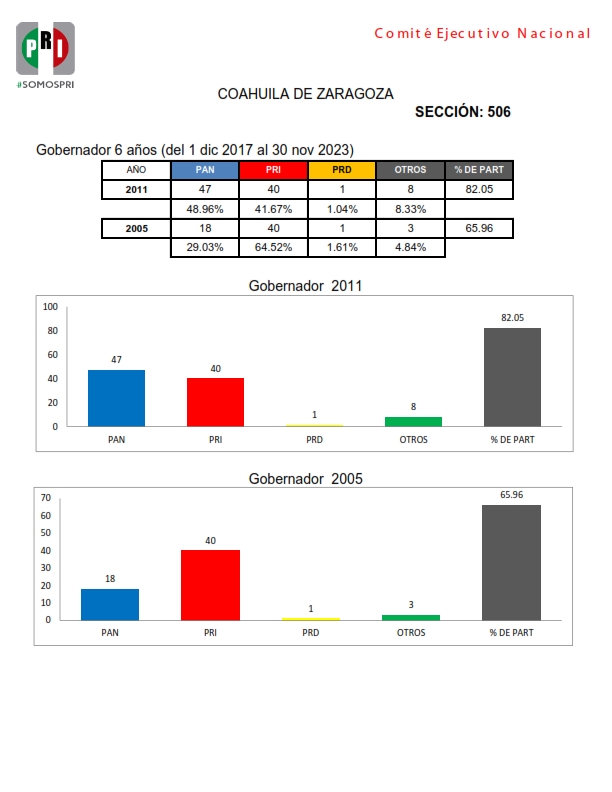 PRI
#SOMOSPRI
Comité Ejecutivo Nacional
COAHUILA DE ZARAGOZA
SECCIÓN: 506
Gobernador 6 años (del 1 dic 2017 al 30 nov 2023)
AÑO PAN PRI PRD OTROS % DE PART
2011 47 40 1 8 82.05
48.96% 41.67% 1.04% 8.33%
2005 18 40 1 3 65.96
29.03% 64.52% 1.61% 4.84%
Gobernador 2011
100
80
60
40
20
0
47
40
1
8
82.05
PAN PRI PRD OTROS % DE PART
Gobernador 2005
70
60
50
40
30
20
10
0
18
40
1
3
65.96
PAN PRI PRD OTROS % DE PART